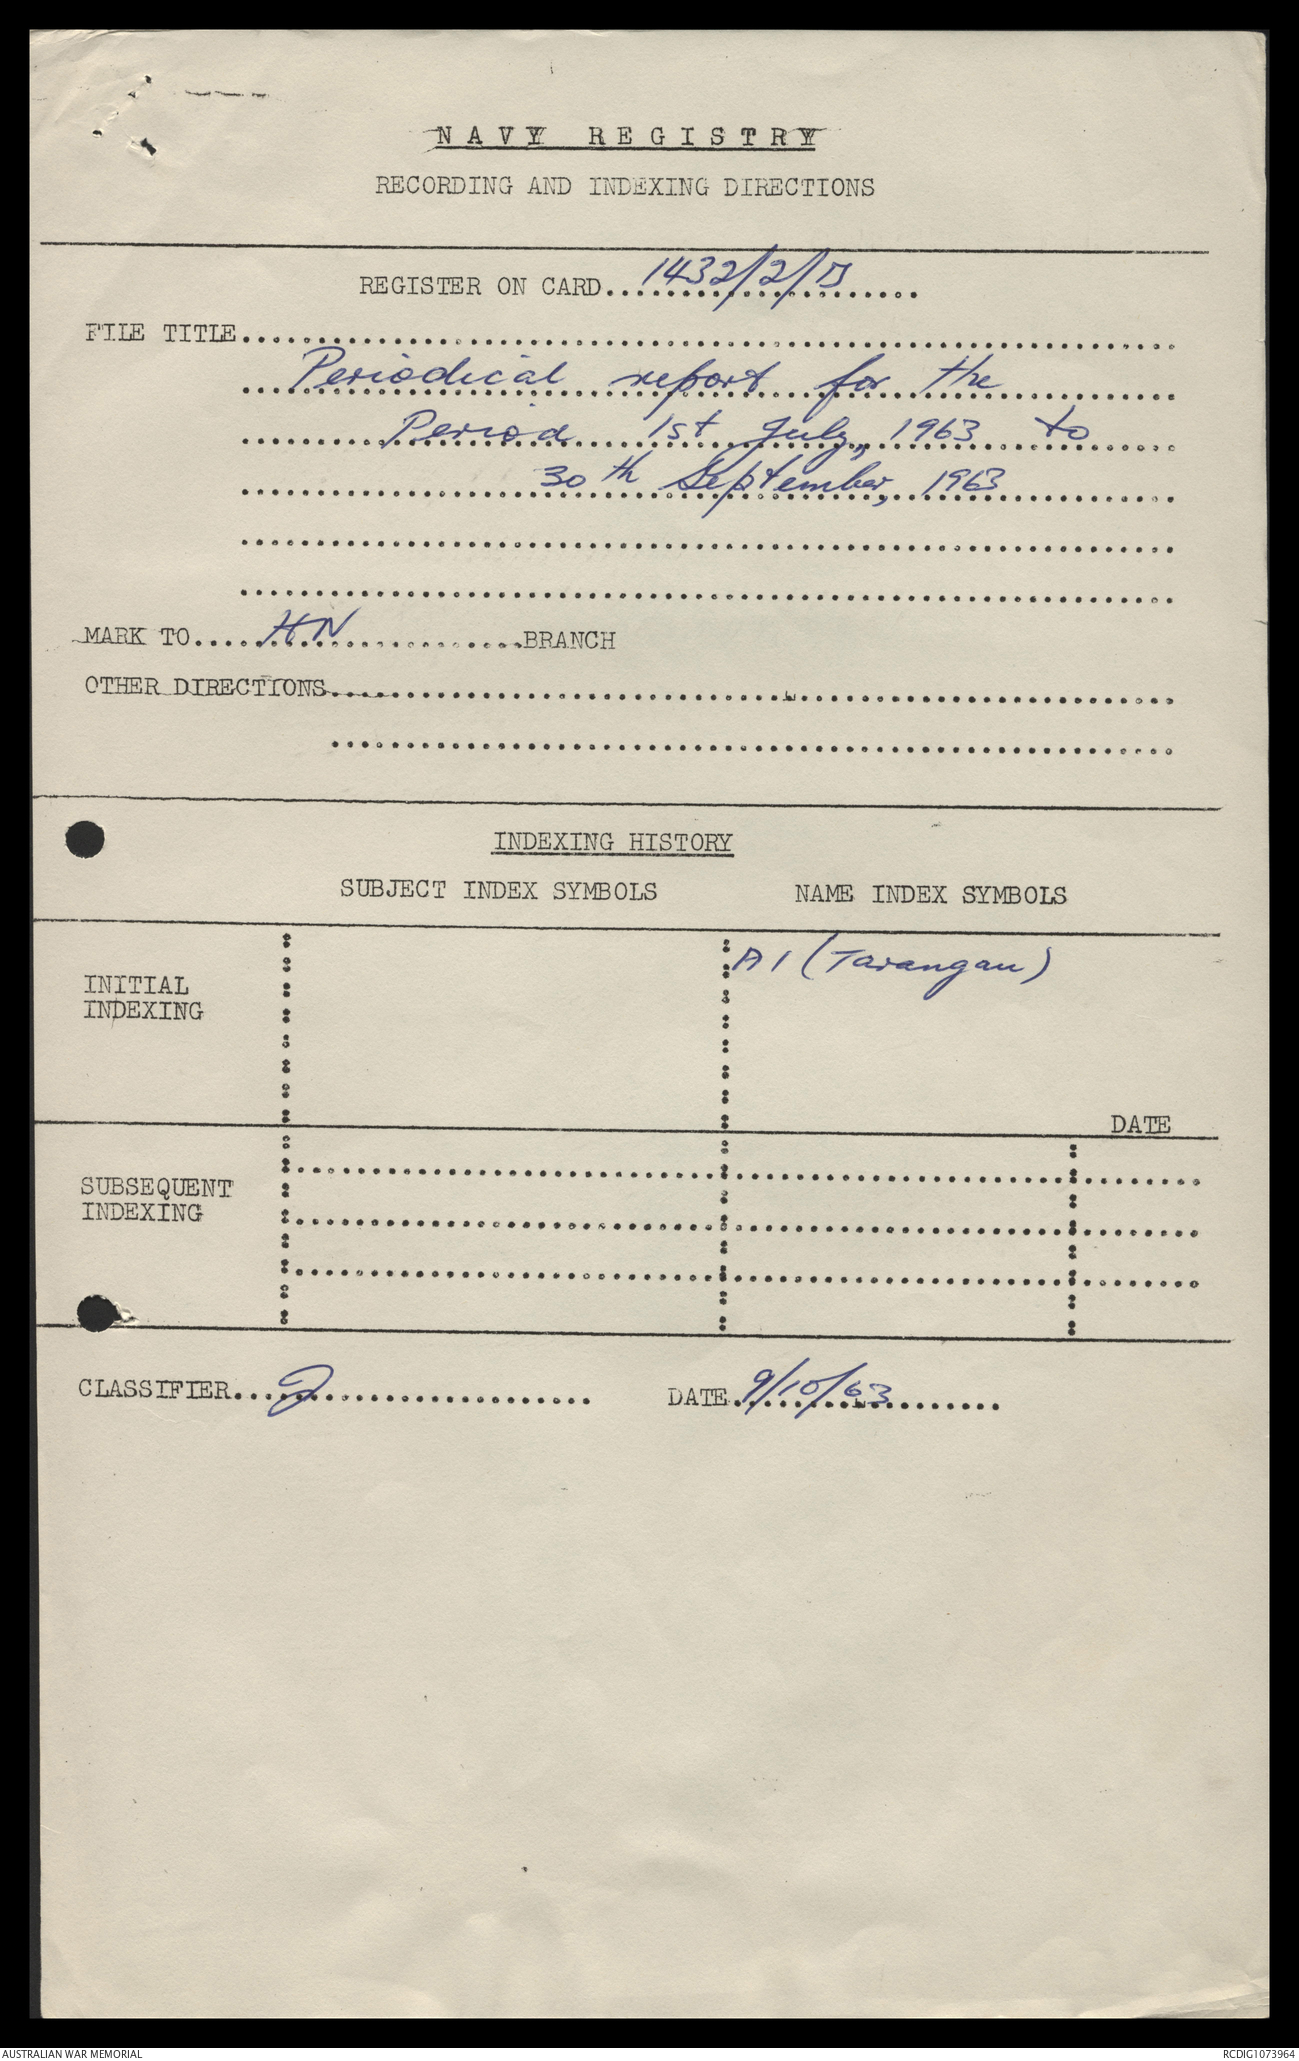 NAVY REGISTRY
RECORDING AND INDEXING DIRECTIONS
REGISTER ON CARD 1432/2/
FILE TITLE
Periodical report for the
Period 1st July, 1963 to
30th September, 1963
MARK TO HN BRANCH
OTHER DIRECTIONS
INDEXING HISTORY
SUBJECT INDEX SYMBOLS NAME INDEX SYMBOLS
A1 (Tarangau)
INITIAL
INDEXING
DATE
SUBSEQUENT
INDEXING
CLASSIFIER DATE 9/10/63
AUSTRALIAN WAR MEMORIAL RCDIG1073964